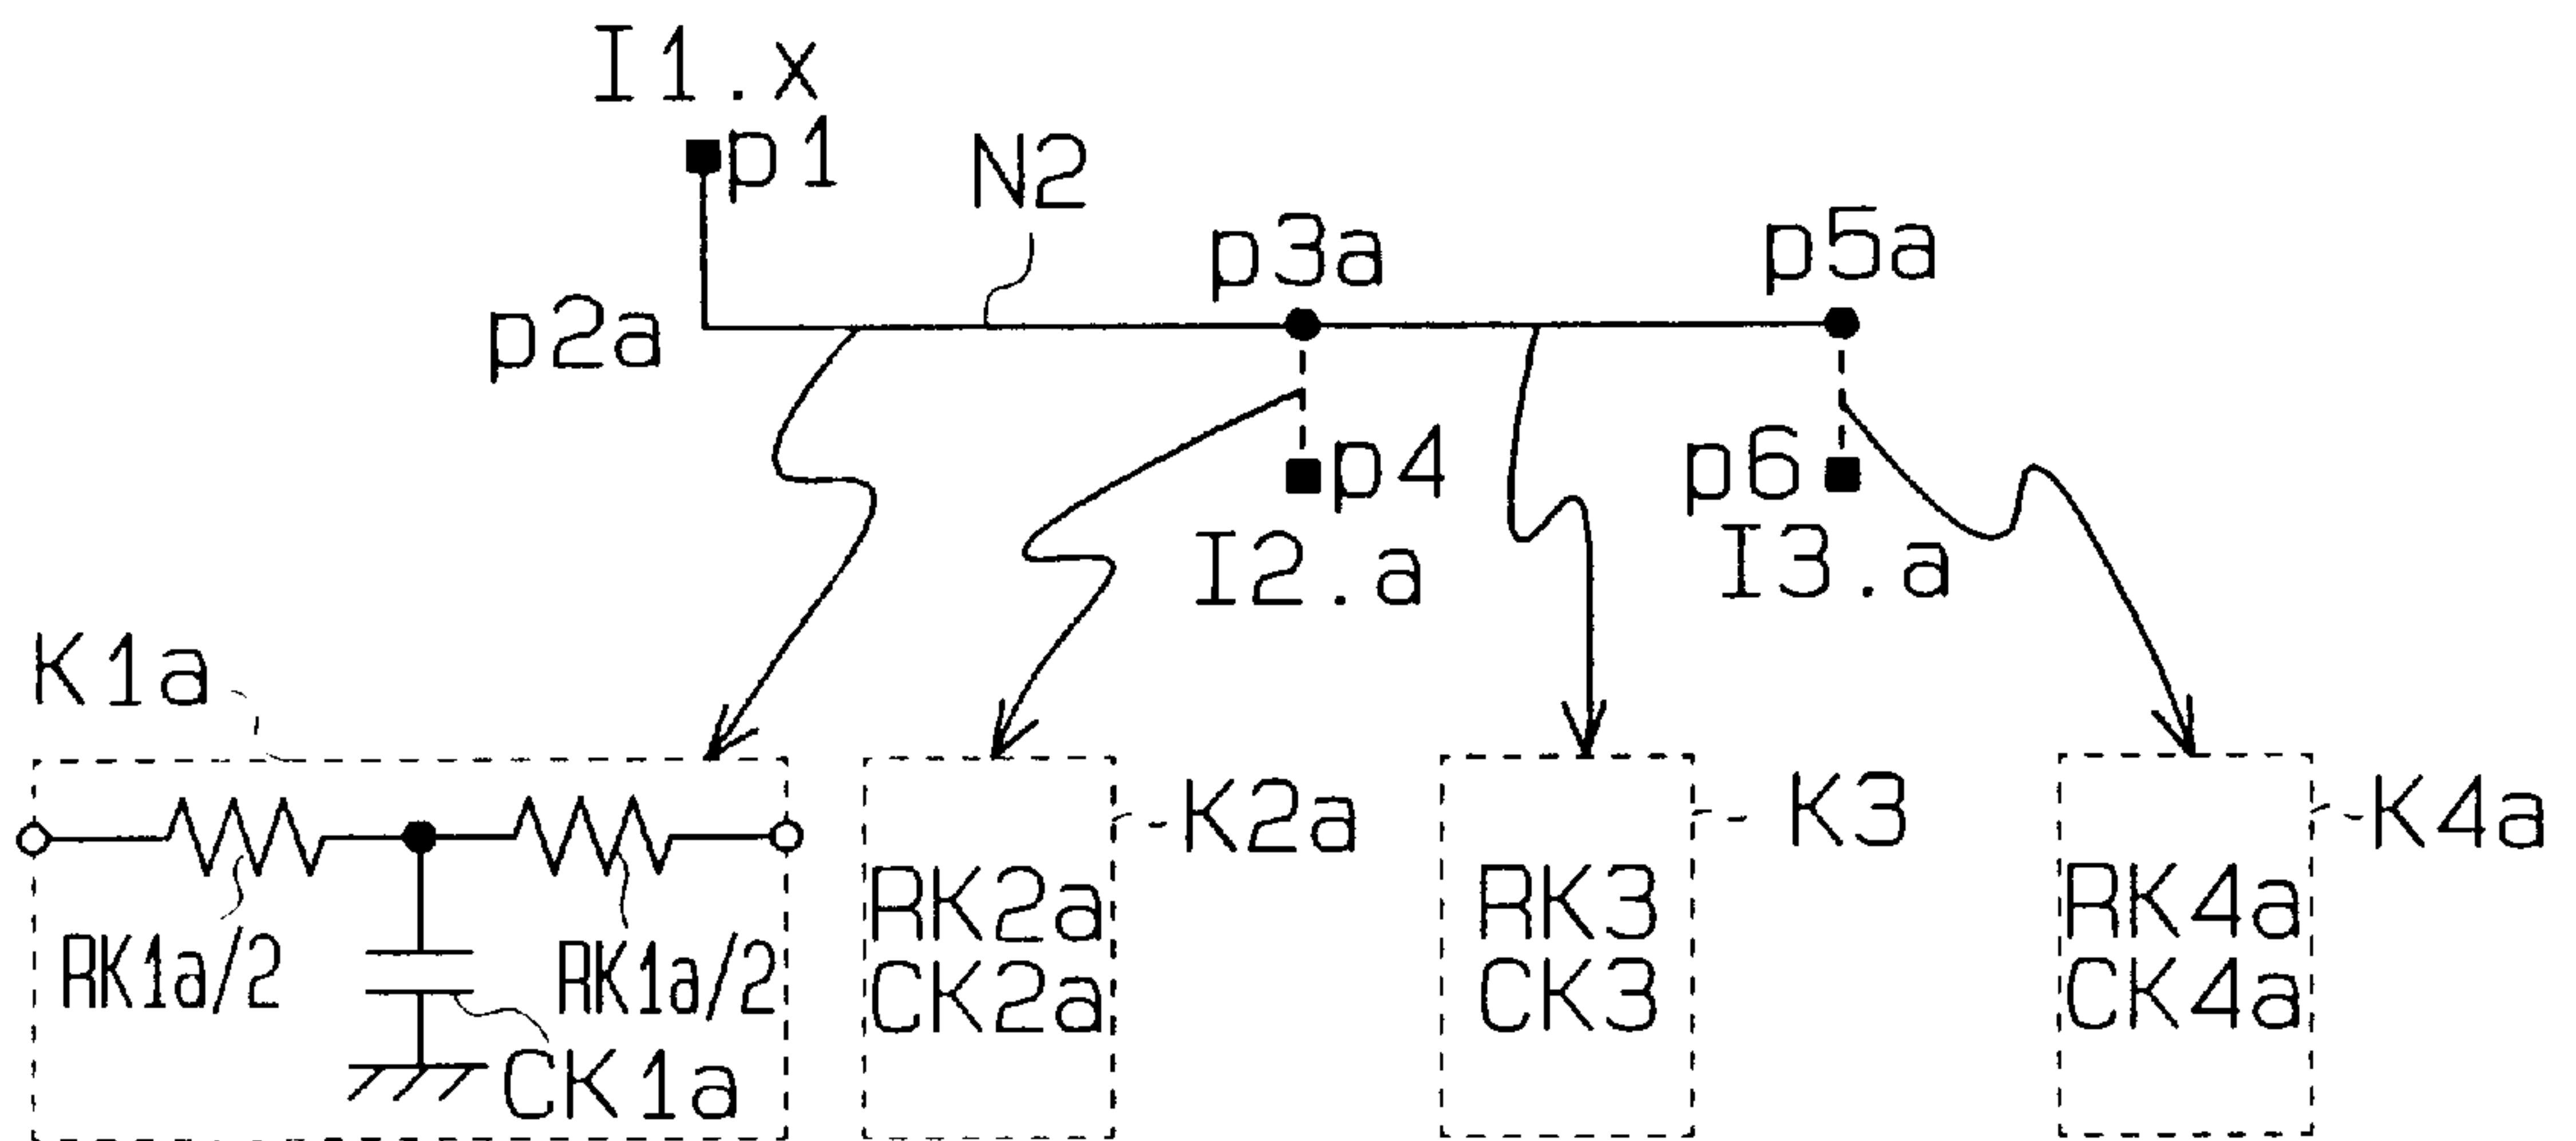 I1.x
p1
N2
p3a
p5a
p2a
p4
p6
I2.a
I3.a
K1a
K2a
K3
K4a
RK1a/2
RK1a/2
CK1a
RK2a
CK2a
RK3
CK3
RK4a
CK4a